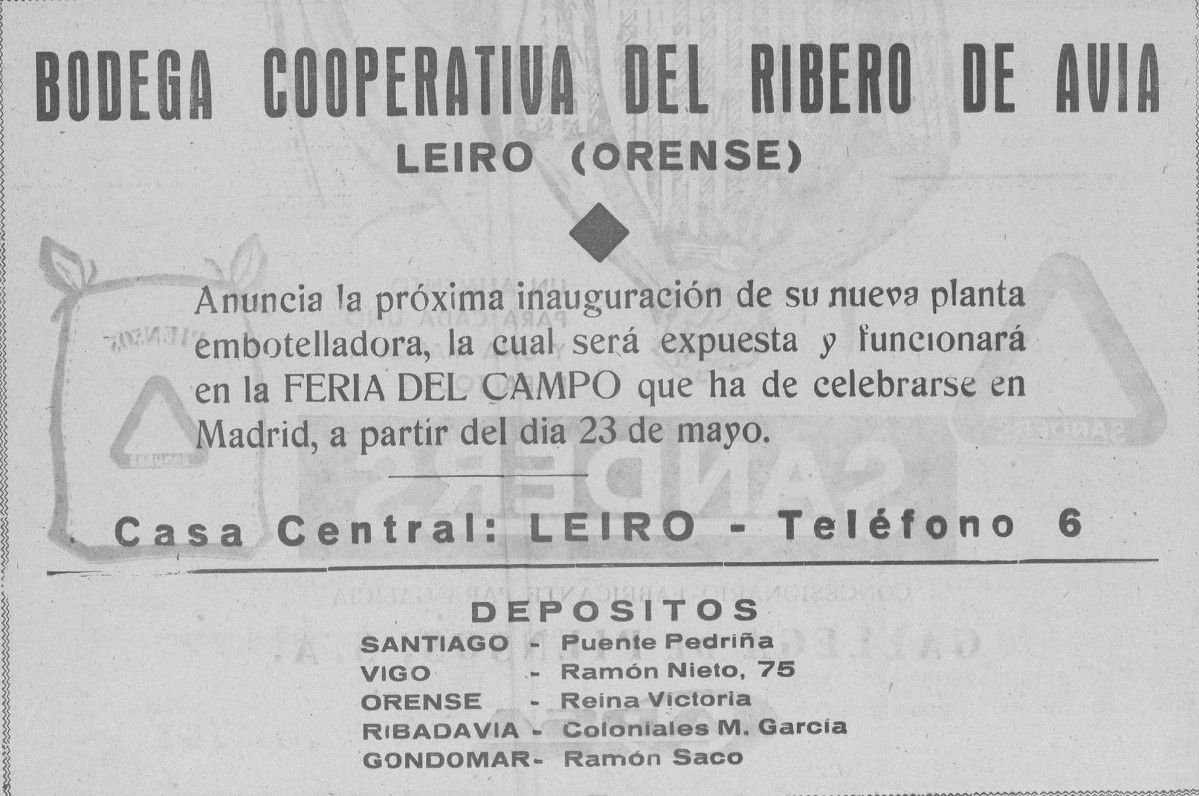 BODEGA COOPERATIVA DEL RIBERO DE AVIA
LEIRO (ORENSE)
Anuncia la próxima inauguración de su nueva planta
embotelladora, la cual será expuesta y funcionará
en la FERIA DEL CAMPO que ha de celebrarse en
Madrid, a partir del dia 23 de mayo.
Casa Central: LEIRO - Teléfono 6
DEPOSITOS
SANTIAGO - Puente Pedriña
VIGO - Ramón Nieto, 75
ORENSE - Reina Victoria
RIBADAVIA - Coloniales M. García
GONDOMAR- Ramón Saco